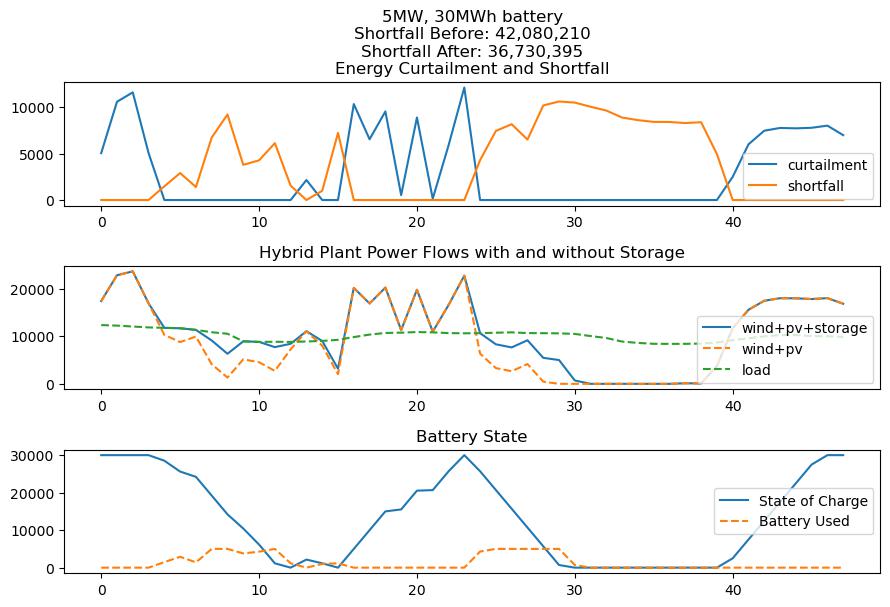 5MW, 30MWh battery
Shortfall Before: 42,080,210
Shortfall After: 36,730,395
Energy Curtailment and Shortfall
10000
5000
0
curtailment
shortfall
0 10 20 30 40
Hybrid Plant Power Flows with and without Storage
20000
10000
0
wind+pv+storage
wind+pv
load
0 10 20 30 40
Battery State
30000
20000
10000
0
State of Charge
Battery Used
0 10 20 30 40